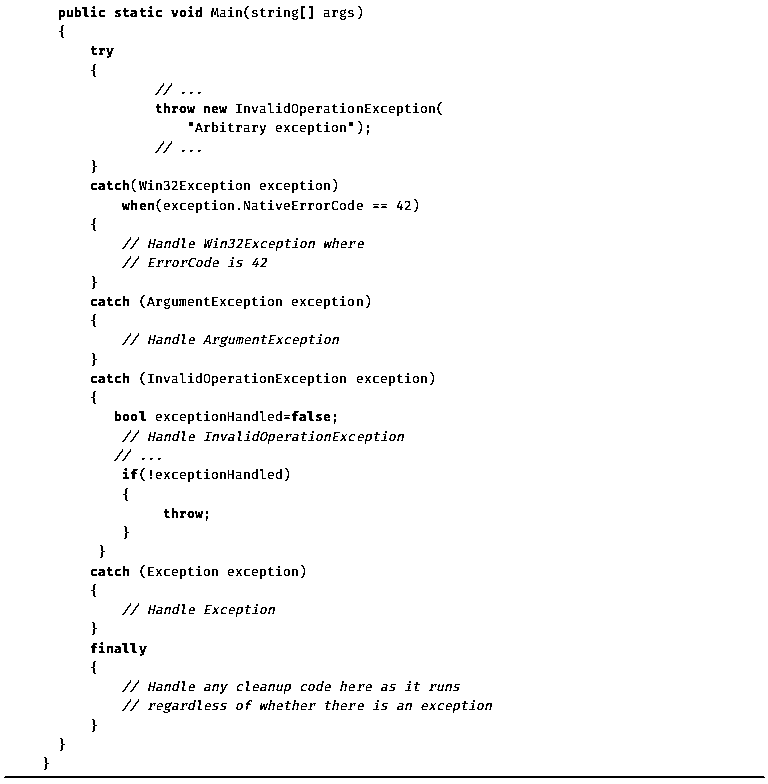 public static void Main(string[] args)
{
try
{
// ...
throw new InvalidOperationException(
"Arbitrary exception");
// ...
}
catch(Win32Exception exception)
when(exception.NativeErrorCode == 42)
{
// Handle Win32Exception where
// ErrorCode is 42
}
catch (ArgumentException exception)
{
// Handle ArgumentException
}
catch (InvalidOperationException exception)
{
bool exceptionHandled=false;
// Handle InvalidOperationException
// ...
if(!exceptionHandled)
{
throw;
}
}
catch (Exception exception)
{
// Handle Exception
}
finally
{
// Handle any cleanup code here as it runs
// regardless of whether there is an exception
}
}
}